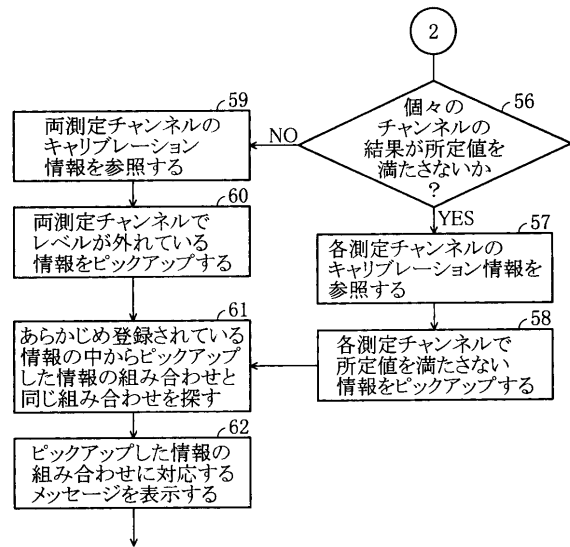 2
56
個々の
チャンネルの
結果が所定値を
満たさないか
?
NO
YES
59
両測定チャンネルの
キャリブレーション
情報を参照する
60
両測定チャンネルで
レベルが外れている
情報をピックアップする
57
各測定チャンネルの
キャリブレーション情報を
参照する
58
各測定チャンネルで
所定値を満たさない
情報をピックアップする
61
あらかじめ登録されている
情報の中からピックアップ
した情報の組み合わせと
同じ組み合わせを探す
62
ピックアップした情報の
組み合わせに対応する
メッセージを表示する